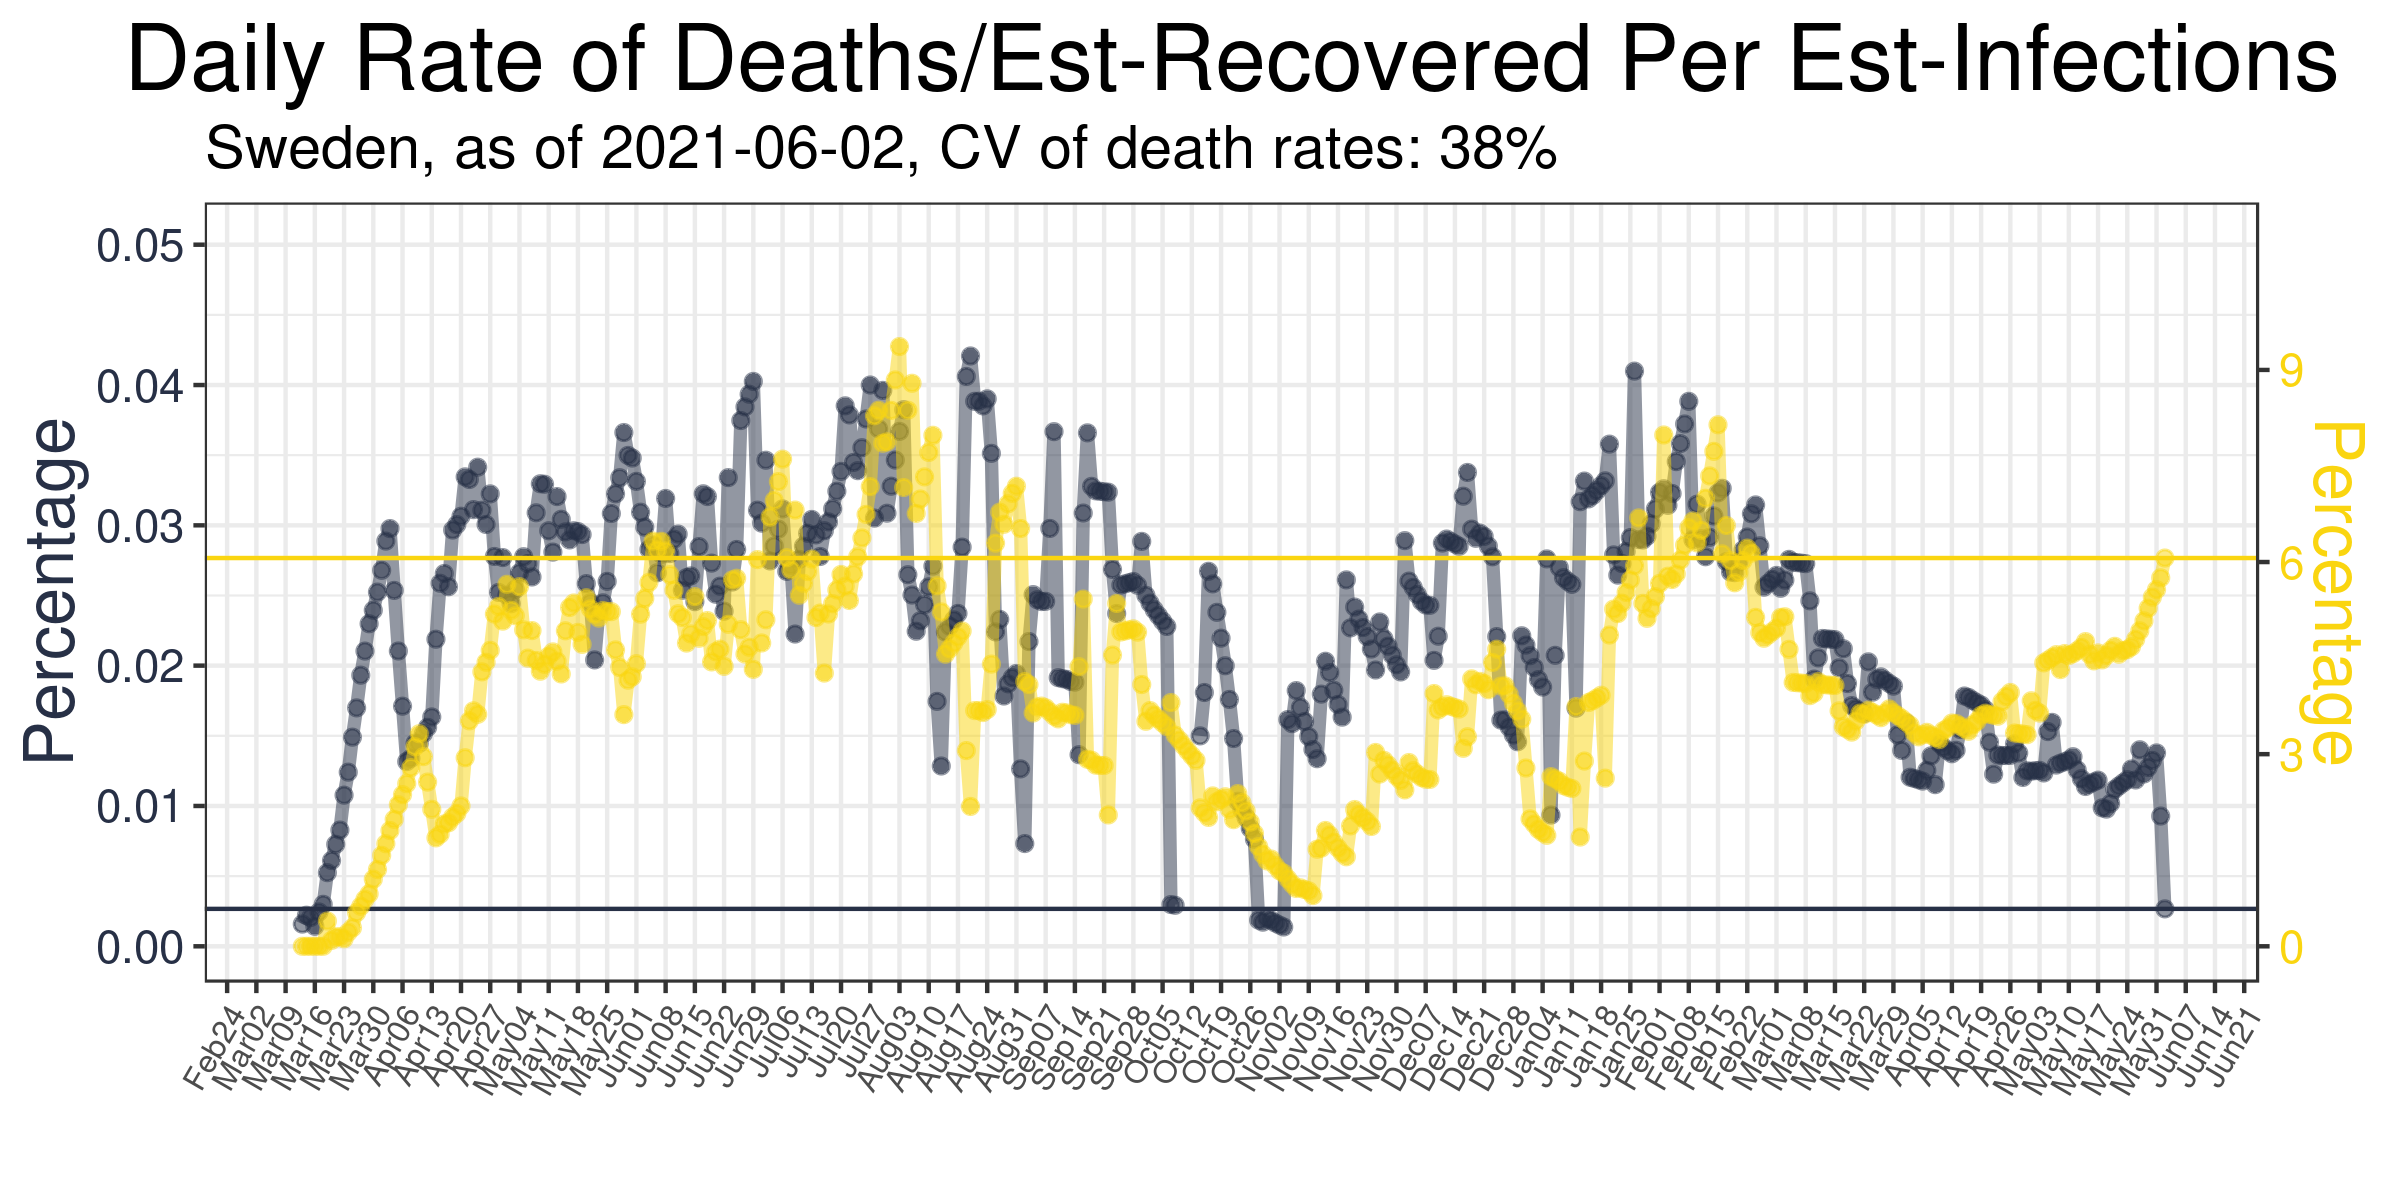 Daily Rate of Deaths/Est-Recovered Per Est-Infections
Sweden, as of 2021-06-02, CV of death rates: 38%
Percentage
0.05
0.04
0.03
0.02
0.01
0.00
9
6
3
0
Percentage
Feb24
Mar02
Mar09
Mar16
Mar23
Mar30
Apr06
Apr13
Apr20
Apr27
May04
May11
May18
May25
Jun01
Jun08
Jun15
Jun22
Jun29
Jul06
Jul13
Jul20
Jul27
Aug03
Aug10
Aug17
Aug24
Aug31
Sep07
Sep14
Sep21
Sep28
Oct05
Oct12
Oct19
Oct26
Nov02
Nov09
Nov16
Nov23
Nov30
Dec07
Dec14
Dec21
Dec28
Jan04
Jan11
Jan18
Jan25
Feb01
Feb08
Feb15
Feb22
Mar01
Mar08
Mar15
Mar22
Mar29
Apr05
Apr12
Apr19
Apr26
May03
May10
May17
May24
May31
Jun07
Jun14
Jun21